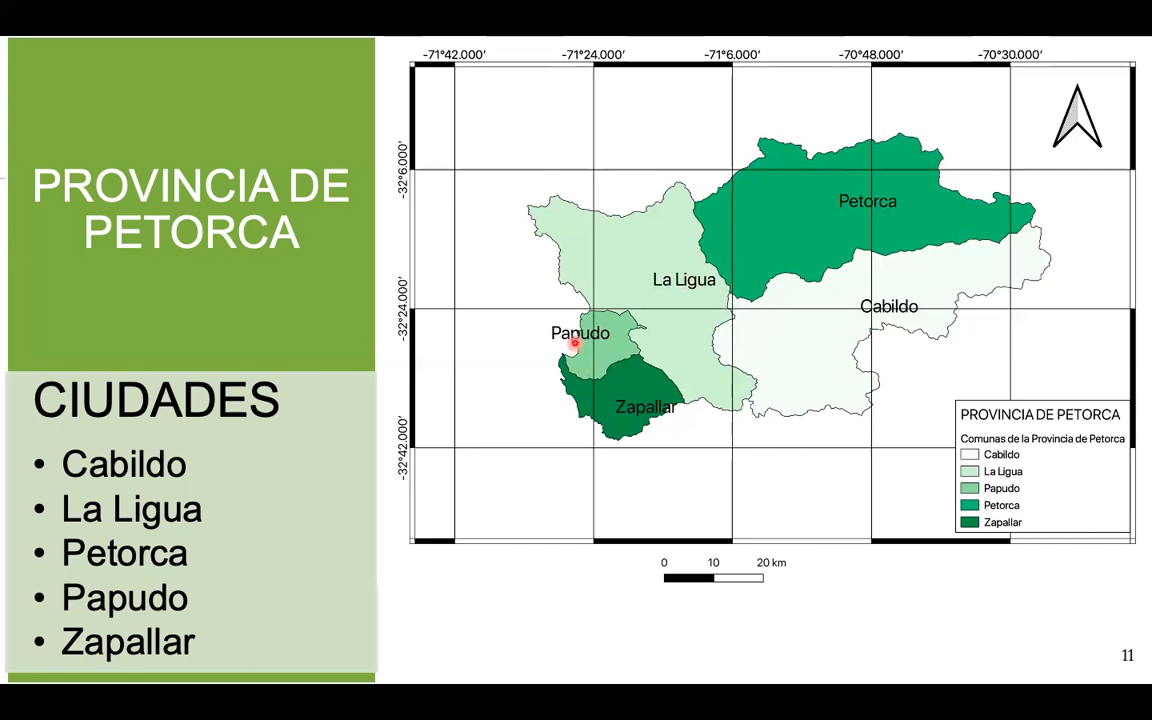 PROVINCIA DE
PETORCA
CIUDADES
• Cabildo
• La Ligua
• Petorca
• Papudo
• Zapallar
-71°42.000′
-71°24.000′
-71°6.000′
-70°48.000′
-70°30.000′
-32°6.000′
-32°24.000′
-32°42.000′
Petorca
La Ligua
Cabildo
Papudo
Zapallar
PROVINCIA DE PETORCA
Comunas de la Provincia de Petorca
Cabildo
La Ligua
Papudo
Petorca
Zapallar
0 10 20 km
11